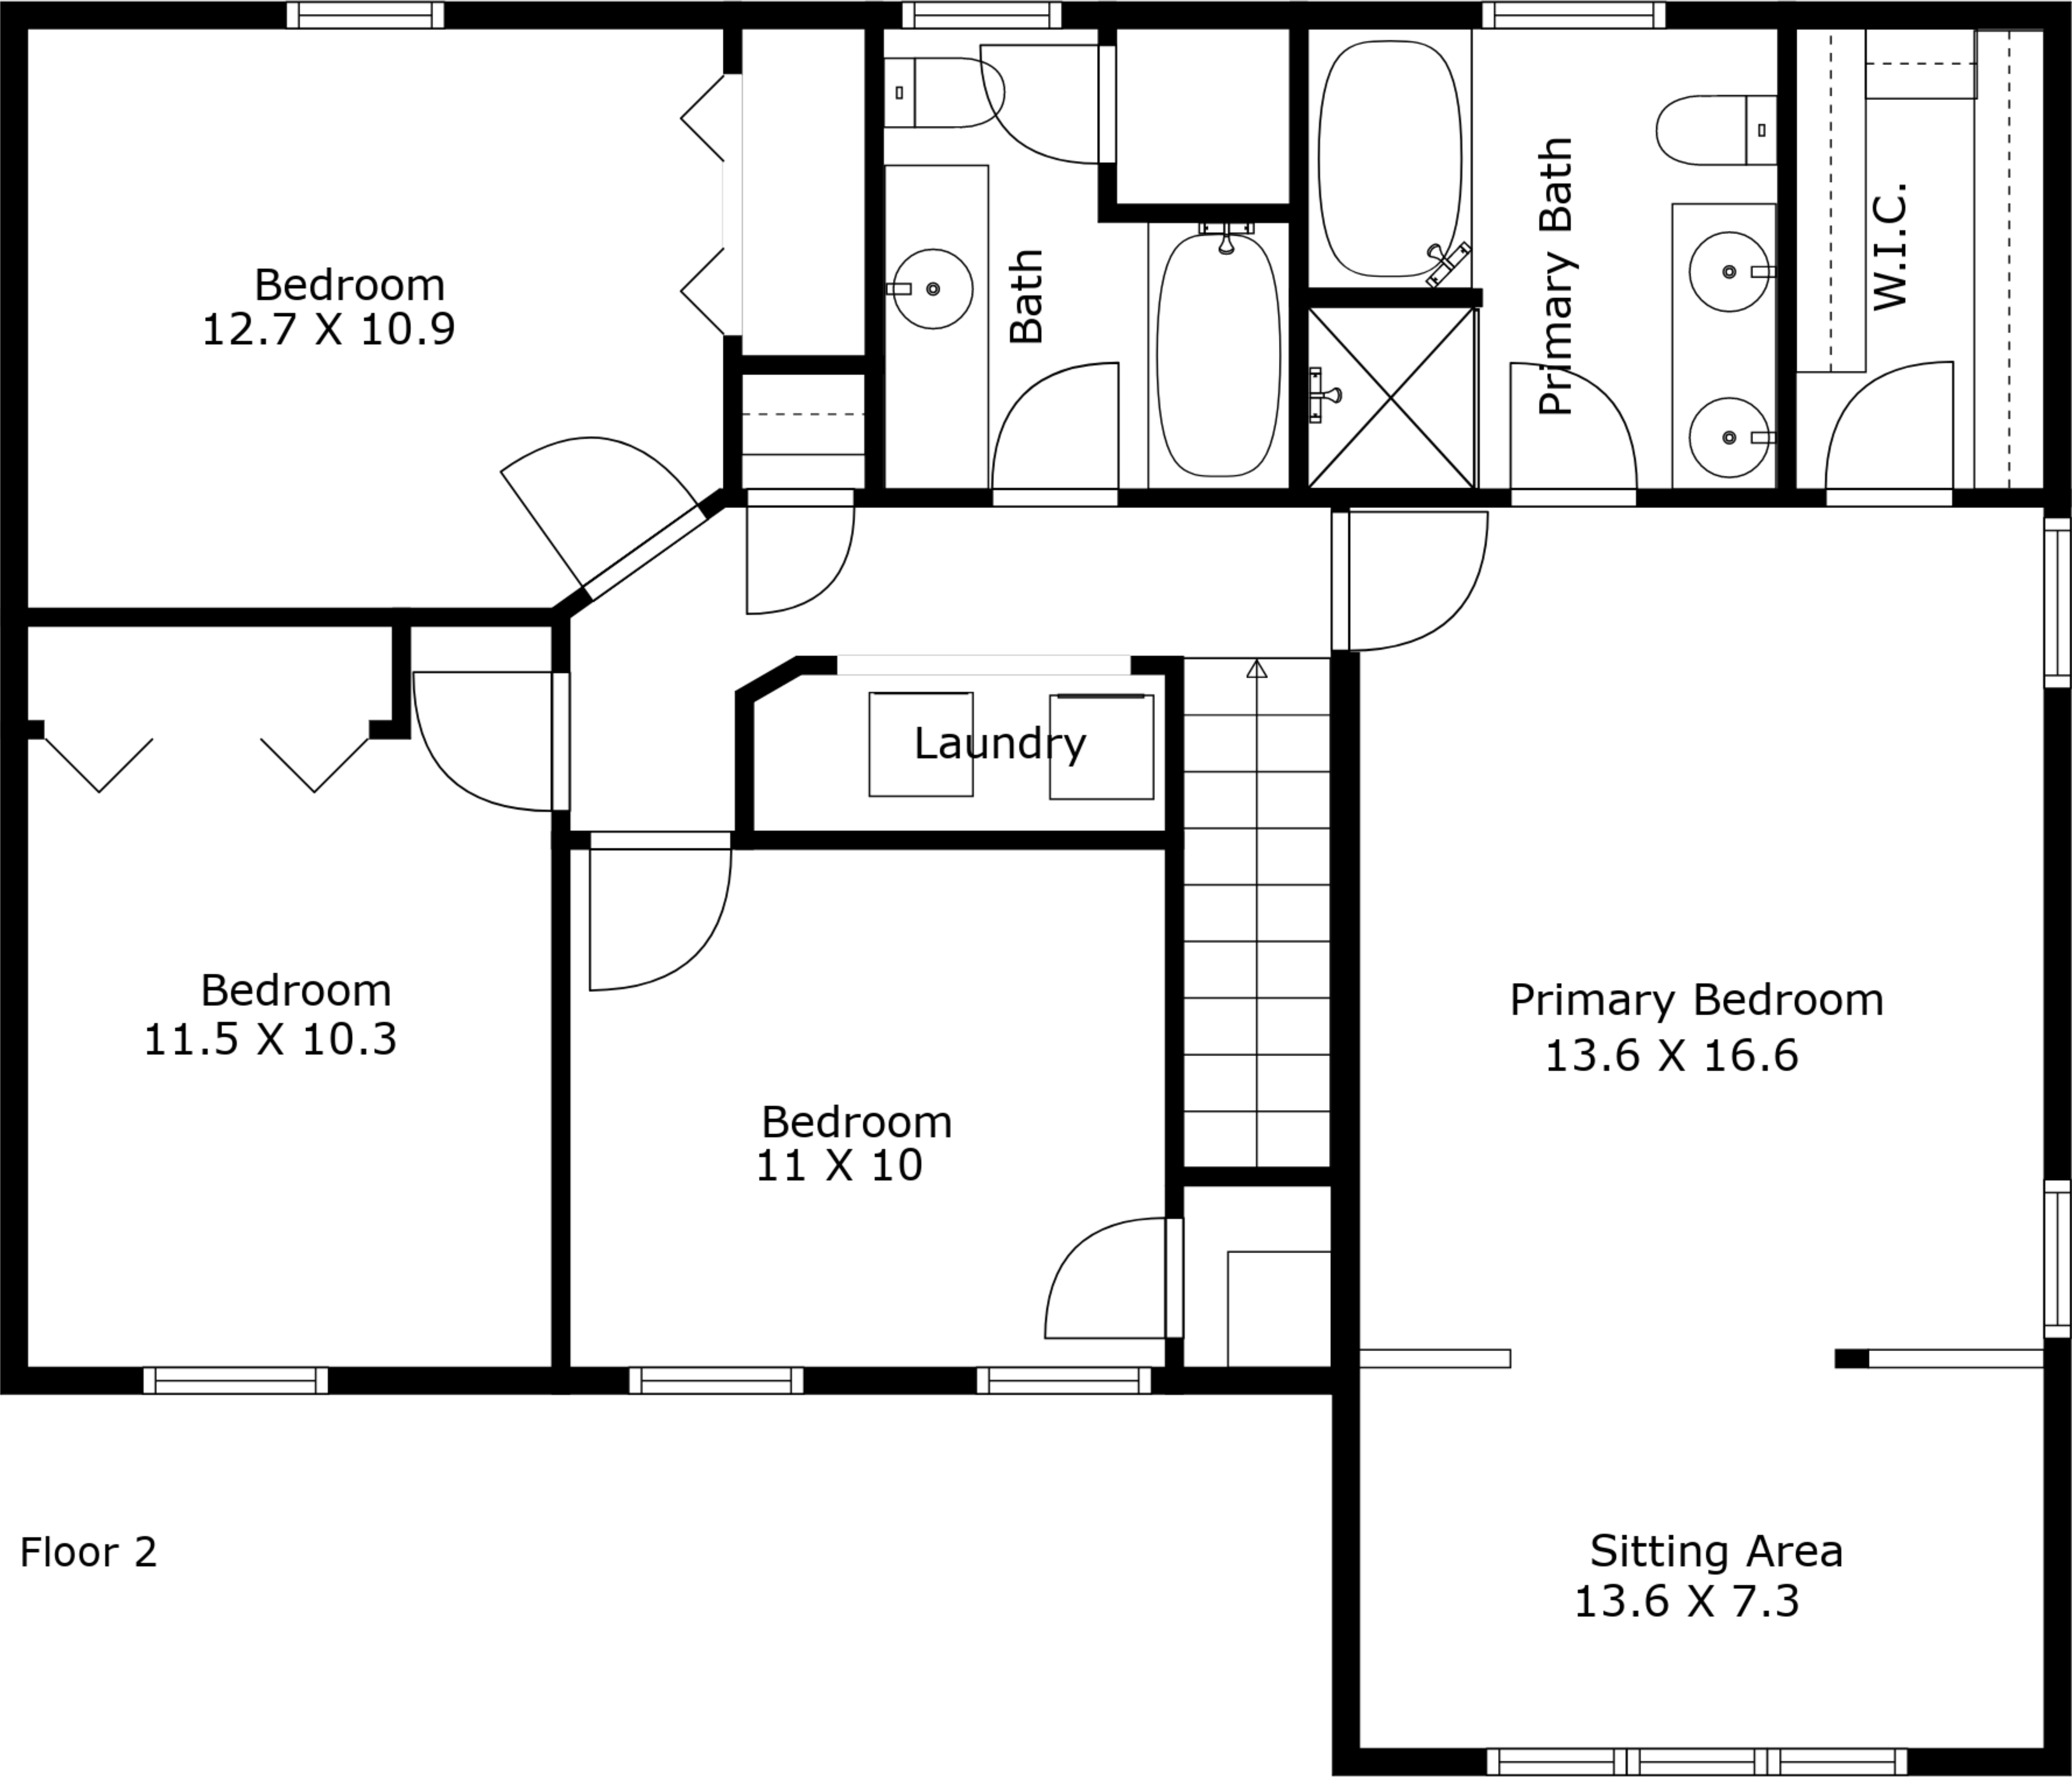 Bedroom
12.7 X 10.9
Bath
Primary Bath
W.I.C.
Laundry
Bedroom
11.5 X 10.3
Bedroom
11 X 10
Primary Bedroom
13.6 X 16.6
Floor 2
Sitting Area
13.6 X 7.3